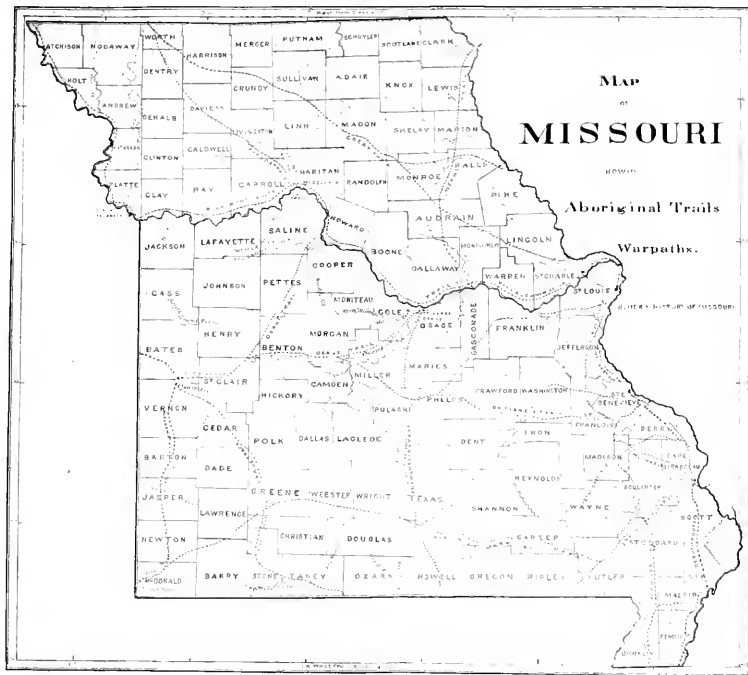 MAP
OF
MISSOURI
Aboriginal Trails
Warpaths.
WORTH
MERCER
PUTNAM
SCHUYLER
SCOTLAND
CLARK
NODAWAY
HARRISON
GENTRY
SULLIVAN
ADAIR
KNOX
LEWIS
HOLT
GRUNDY
ANDREW
DAVIESS
DEKALB
LIVINGSTON
LINN
MACON
SHELBY
MARION
CLINTON
CALDWELL
RALLS
PLATTE
CLAY
RAY
CARROLL
RANDOLPH
MONROE
PIKE
AUDRAIN
SALINE
HOWARD
JACKSON
LAFAYETTE
BOONE
CALLAWAY
LINCOLN
COOPER
WARREN
ST CHARLES
JOHNSON
PETTES
ST LOUIS
CASS
MONITEAU
COLE
OSAGE
GASCONADE
FRANKLIN
HENRY
MORGAN
JEFFERSON
BATES
BENTON
MILLER
MARIES
ST CLAIR
CAMDEN
HICKORY
CRAWFORD
WASHINGTON
STE
GENEVIEVE
VERNON
PULASKI
PHELPS
CEDAR
POLK
DALLAS
LACLEDE
DENT
IRON
PERRY
BARTON
DADE
MADISON
CAPE
REYNOLDS
JASPER
GREENE
WEBSTER
WRIGHT
TEXAS
LAWRENCE
SHANNON
WAYNE
SCOTT
NEWTON
CHRISTIAN
DOUGLAS
CARTER
STODDARD
McDONALD
BARRY
STONE
TANEY
OZARK
HOWELL
OREGON
RIPLEY
BUTLER
NEW
MADRID